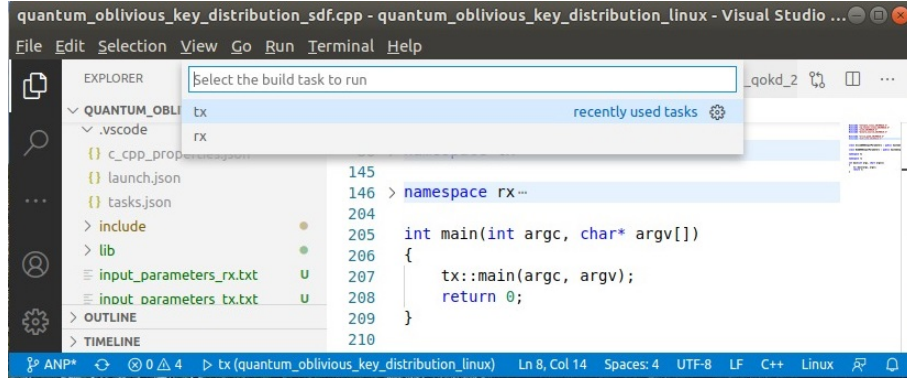 quantum_oblivious_key_distribution_sdf.cpp - quantum_oblivious_key_distribution_linux - Visual Studio ...
File Edit Selection View Go Run Terminal Help
EXPLORER
Select the build task to run
_qokd_2
tx
recently used tasks
rx
QUANTUM_OBLI
.vscode
c_cpp_properties.json
launch.json
tasks.json
include
lib
input_parameters_rx.txt U
input_parameters_tx.txt U
OUTLINE
TIMELINE
145
146 > namespace rx…
204
205 int main(int argc, char* argv[])
206 {
207 tx::main(argc, argv);
208 return 0;
209 }
210
ANP* 0 4 tx (quantum_oblivious_key_distribution_linux) Ln 8, Col 14 Spaces: 4 UTF-8 LF C++ Linux